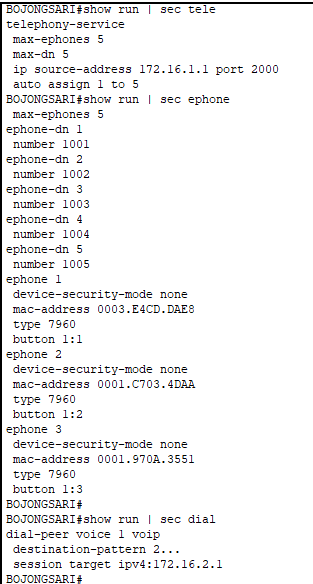 BOJONGSARI#show run | sec tele
telephony-service
 max-ephones 5
 max-dn 5
 ip source-address 172.16.1.1 port 2000
 auto assign 1 to 5
BOJONGSARI#show run | sec ephone
 max-ephones 5
ephone-dn 1
 number 1001
ephone-dn 2
 number 1002
ephone-dn 3
 number 1003
ephone-dn 4
 number 1004
ephone-dn 5
 number 1005
ephone 1
 device-security-mode none
 mac-address 0003.E4CD.DAE8
 type 7960
 button 1:1
ephone 2
 device-security-mode none
 mac-address 0001.C703.4DAA
 type 7960
 button 1:2
ephone 3
 device-security-mode none
 mac-address 0001.970A.3551
 type 7960
 button 1:3
BOJONGSARI#
BOJONGSARI#show run | sec dial
dial-peer voice 1 voip
 destination-pattern 2...
 session target ipv4:172.16.2.1
BOJONGSARI#